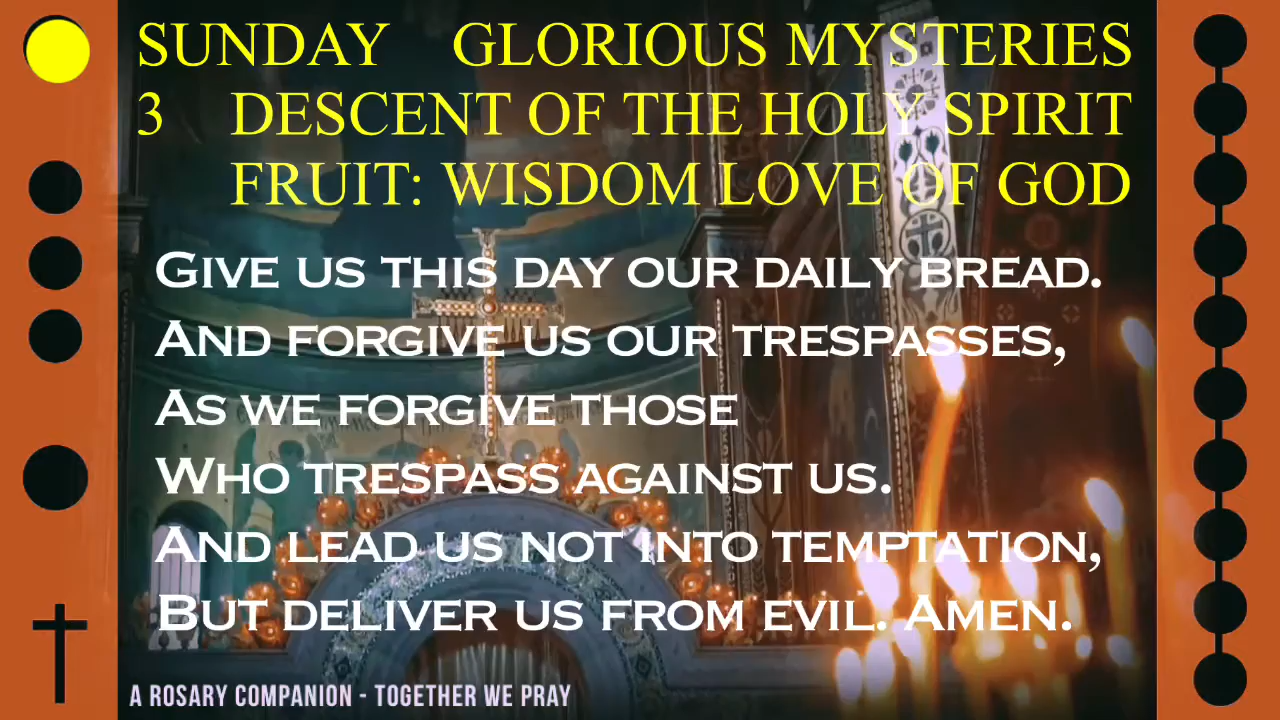 SUNDAY GLORIOUS MYSTERIES
3 DESCENT OF THE HOLY SPIRIT
FRUIT: WISDOM LOVE OF GOD
GIVE US THIS DAY OUR DAILY BREAD.
AND FORGIVE US OUR TRESPASSES,
AS WE FORGIVE THOSE
WHO TRESPASS AGAINST US.
AND LEAD US NOT INTO TEMPTATION,
BUT DELIVER US FROM EVIL. AMEN.
A ROSARY COMPANION - TOGETHER WE PRAY